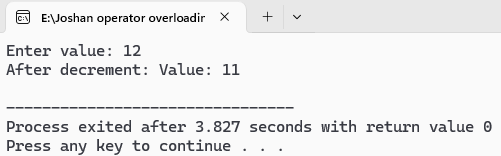 E:\Joshan operator overloadir
Enter value: 12
After decrement: Value: 11
--------------------------------
Process exited after 3.827 seconds with return value 0
Press any key to continue . . .